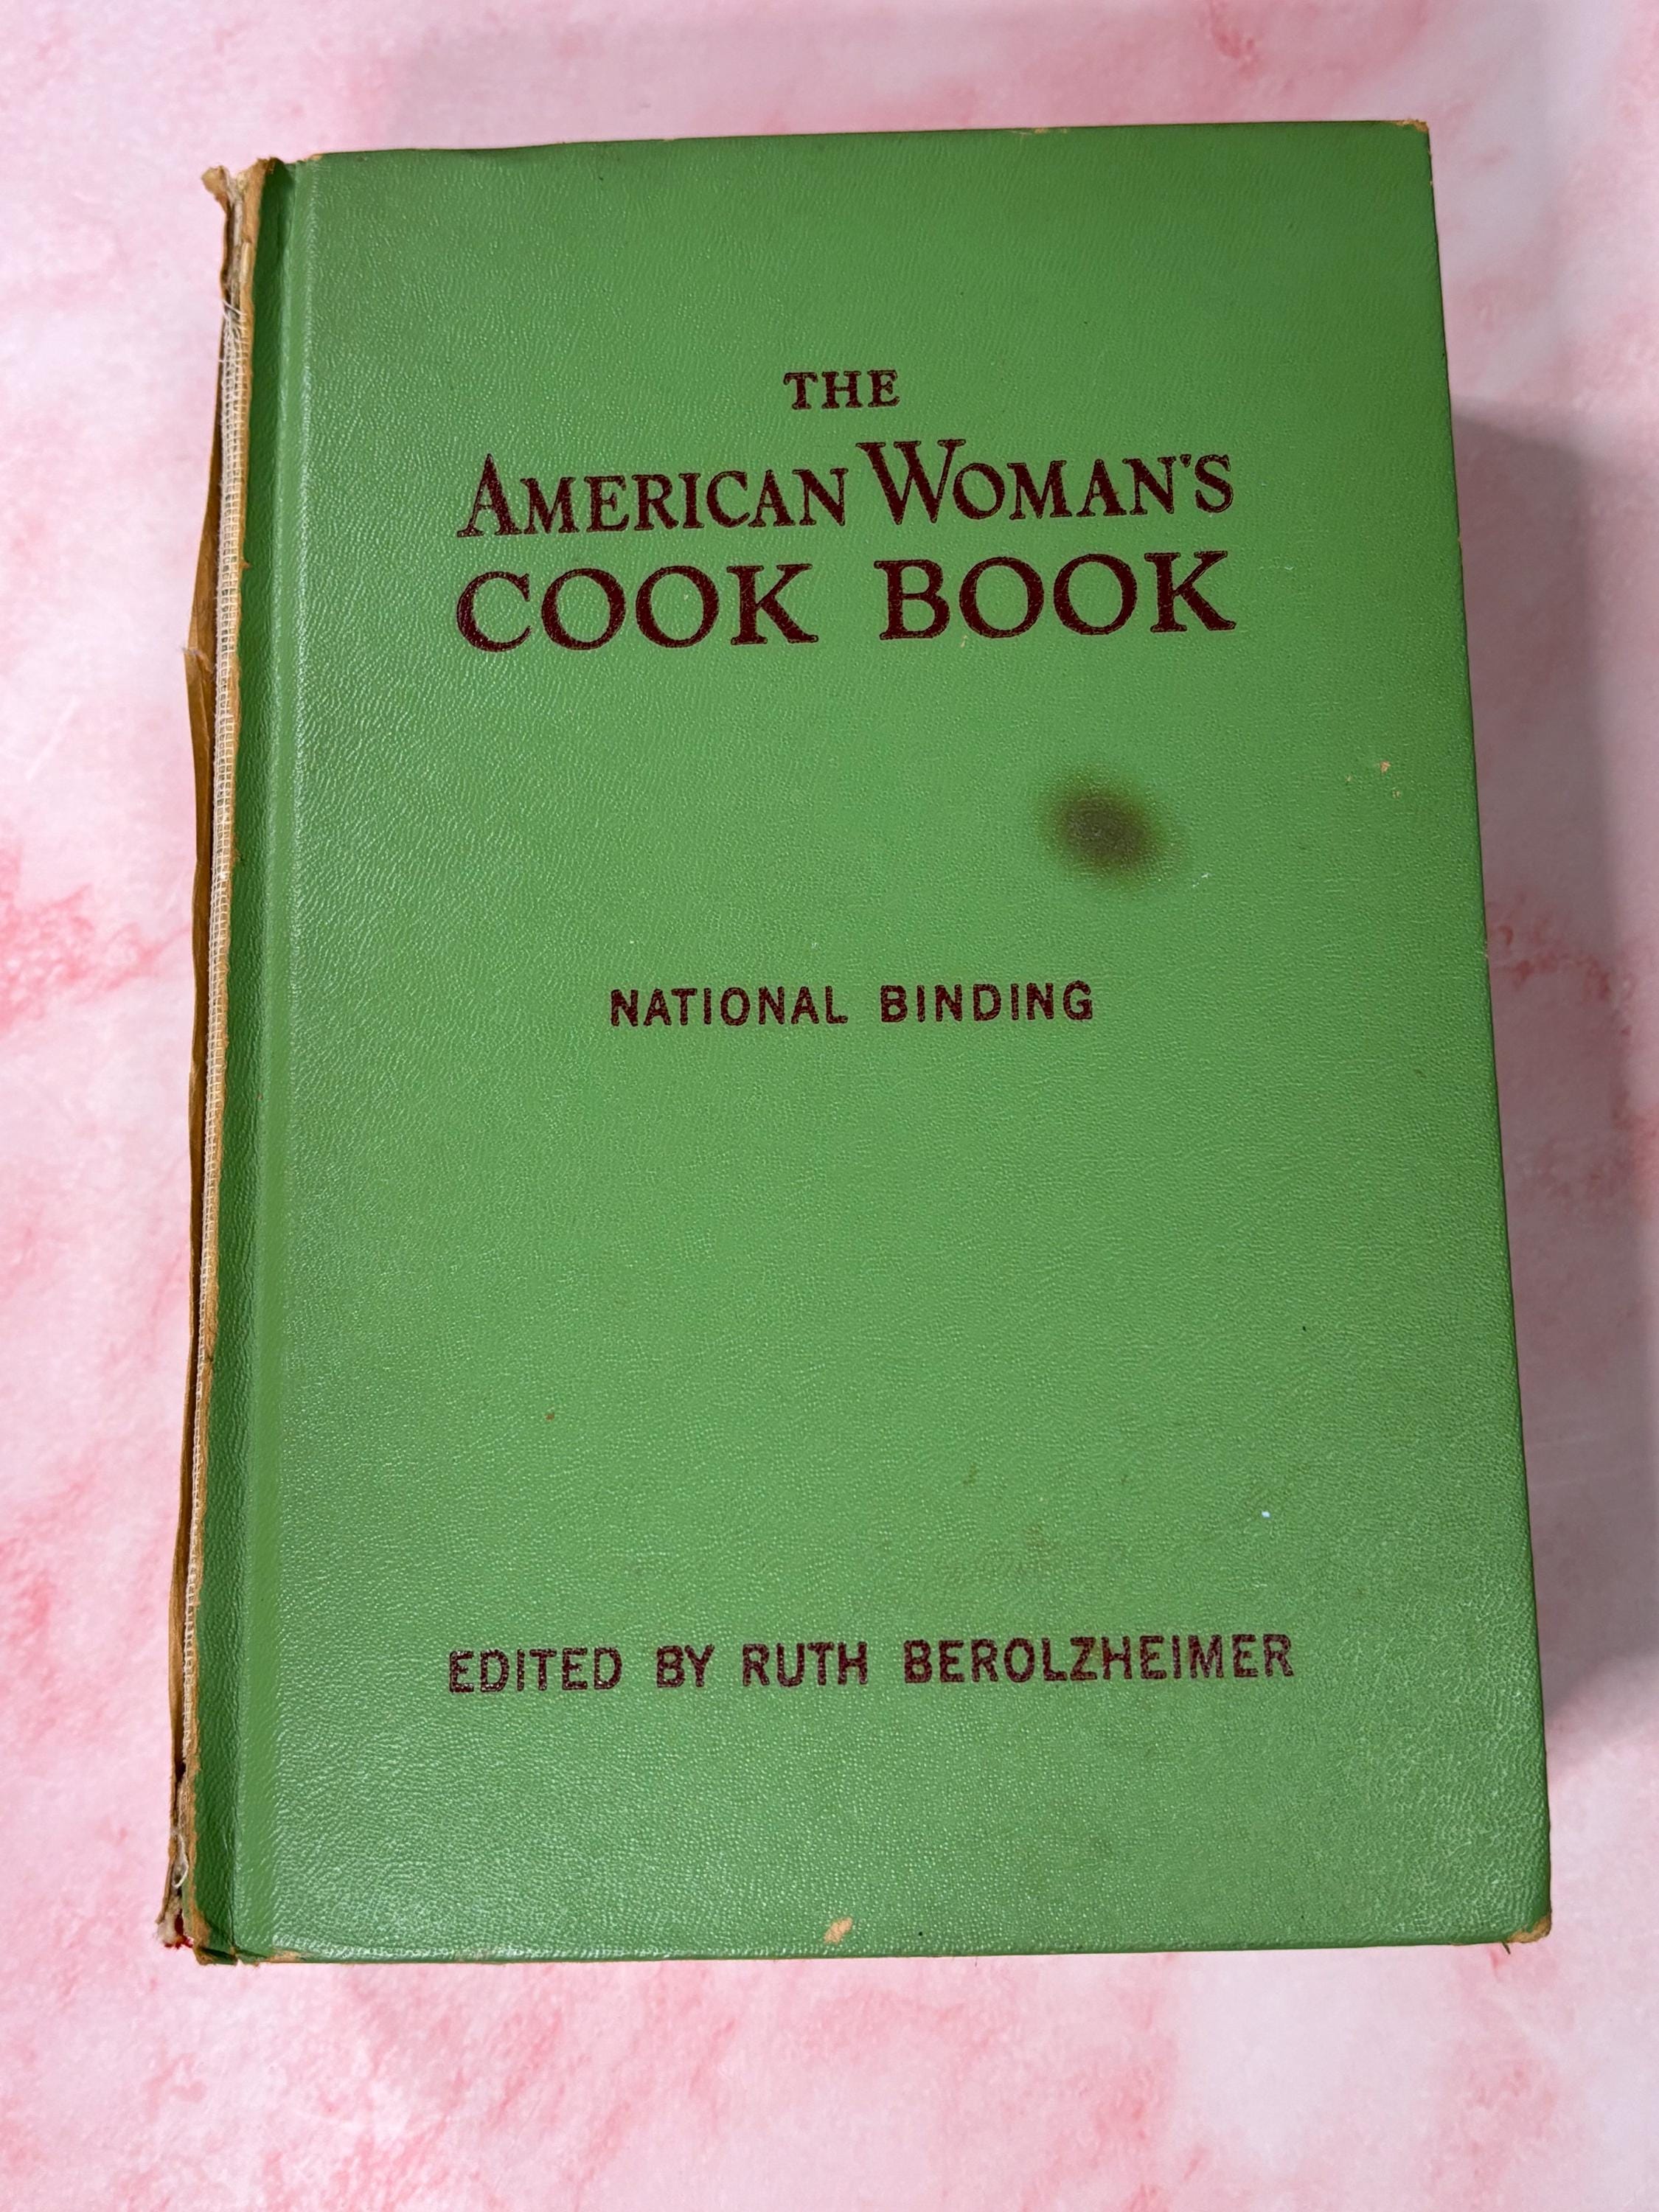 THE
AMERICAN WOMAN'S
COOK BOOK
NATIONAL BINDING
EDITED BY RUTH BEROLZHEIMER